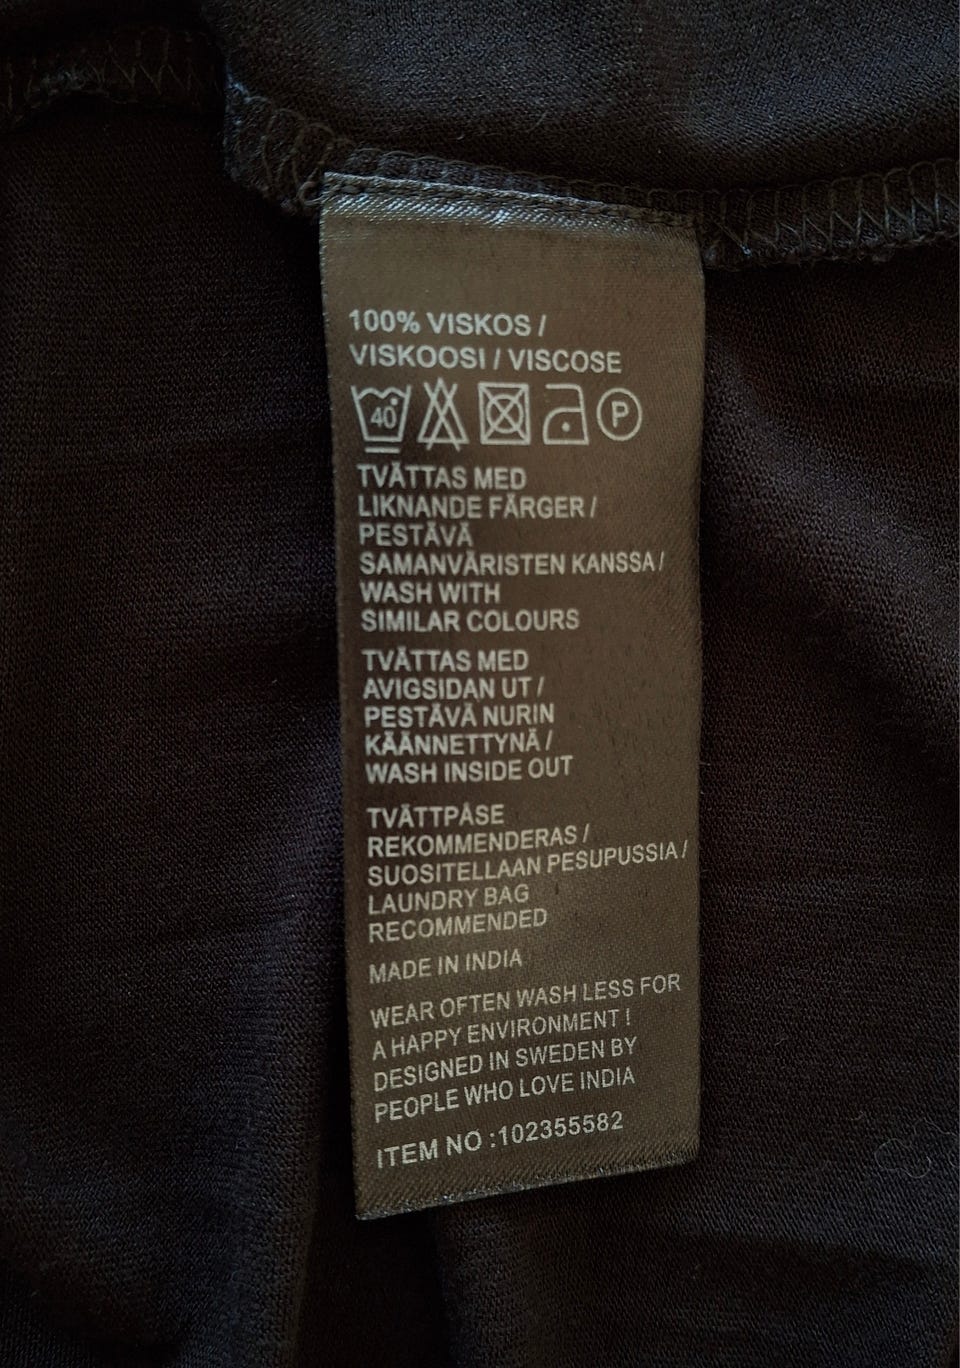 100% VISKOS /
VISKOOSI / VISCOSE
40 P
TVÄTTAS MED
LIKNANDE FÄRGER /
PESTÄVÄ
SAMANVÄRISTEN KANSSA /
WASH WITH
SIMILAR COLOURS
TVÄTTAS MED
AVIGSIDAN UT /
PESTÄVÄ NURIN
KÄÄNNETTYNÄ /
WASH INSIDE OUT
TVÄTTPÅSE
REKOMMENDERAS /
SUOSITELLAAN PESUPUSSIA /
LAUNDRY BAG
RECOMMENDED
MADE IN INDIA
WEAR OFTEN WASH LESS FOR
A HAPPY ENVIRONMENT !
DESIGNED IN SWEDEN BY
PEOPLE WHO LOVE INDIA
ITEM NO :102355582